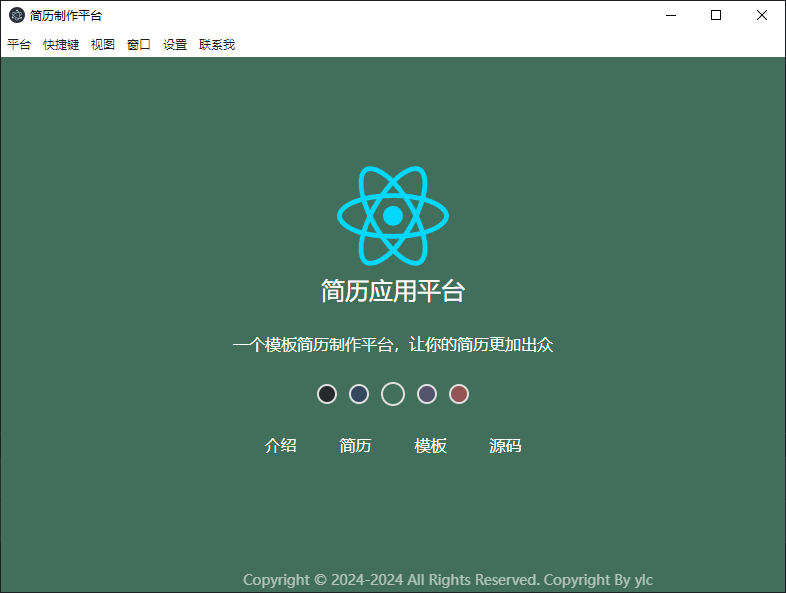 简历制作平台
平台 快捷键 视图 窗口 设置 联系我
简历应用平台
一个模板简历制作平台，让你的简历更加出众
介绍 简历 模板 源码
Copyright © 2024-2024 All Rights Reserved. Copyright By ylc